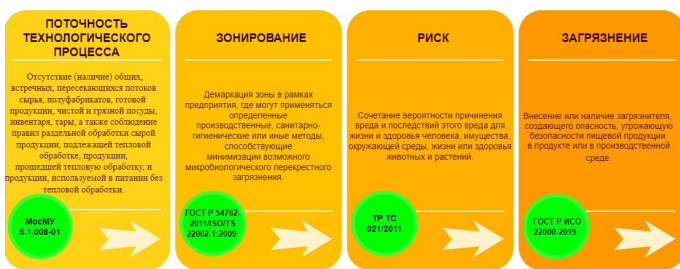 ПОТОЧНОСТЬ
ТЕХНОЛОГИЧЕСКОГО
ПРОЦЕССА
Отсутствие (наличие) общих,
встречных, пересекающихся потоков
сырья, полуфабрикатов, готовой
продукции, чистой и грязной посуды,
инвентаря, тары, а также соблюдение
правил раздельной обработки сырой
продукции, подлежащей тепловой
обработке, продукции,
прошедшей тепловую обработку, и
продукции, используемой в питании без
тепловой обработки.
МосМУ
5.1.008-01
ЗОНИРОВАНИЕ
Демаркация зоны в рамках
предприятия, где могут применяться
определенные
производственные, санитарно-
гигиенические или иные методы,
способствующие
минимизации возможного
микробиологического перекрестного
загрязнения.
ГОСТ Р 54762-
2011/ISO/TS
22002-1:2009
РИСК
Сочетание вероятности причинения
вреда и последствий этого вреда для
жизни и здоровья человека, имущества,
окружающей среды, жизни или здоровья
животных и растений.
ТР ТС
021/2011
ЗАГРЯЗНЕНИЕ
Внесение или наличие загрязнителя,
создающего опасность, угрожающую
безопасности пищевой продукции
в продукте или в производственной
среде.
ГОСТ Р ИСО
22000-2019